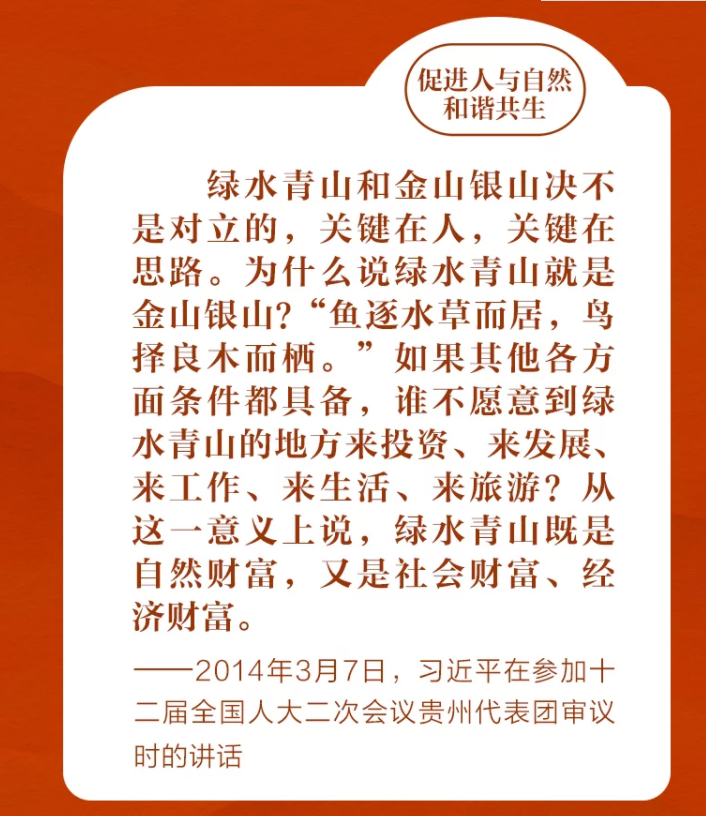 促进人与自然
和谐共生
绿水青山和金山银山决不
是对立的，关键在人，关键在
思路。为什么说绿水青山就是
金山银山？“鱼逐水草而居，鸟
择良木而栖。”如果其他各方
面条件都具备，谁不愿意到绿
水青山的地方来投资、来发展、
来工作、来生活、来旅游？从
这一意义上说，绿水青山既是
自然财富，又是社会财富、经
济财富。
——2014年3月7日，习近平在参加十
二届全国人大二次会议贵州代表团审议
时的讲话